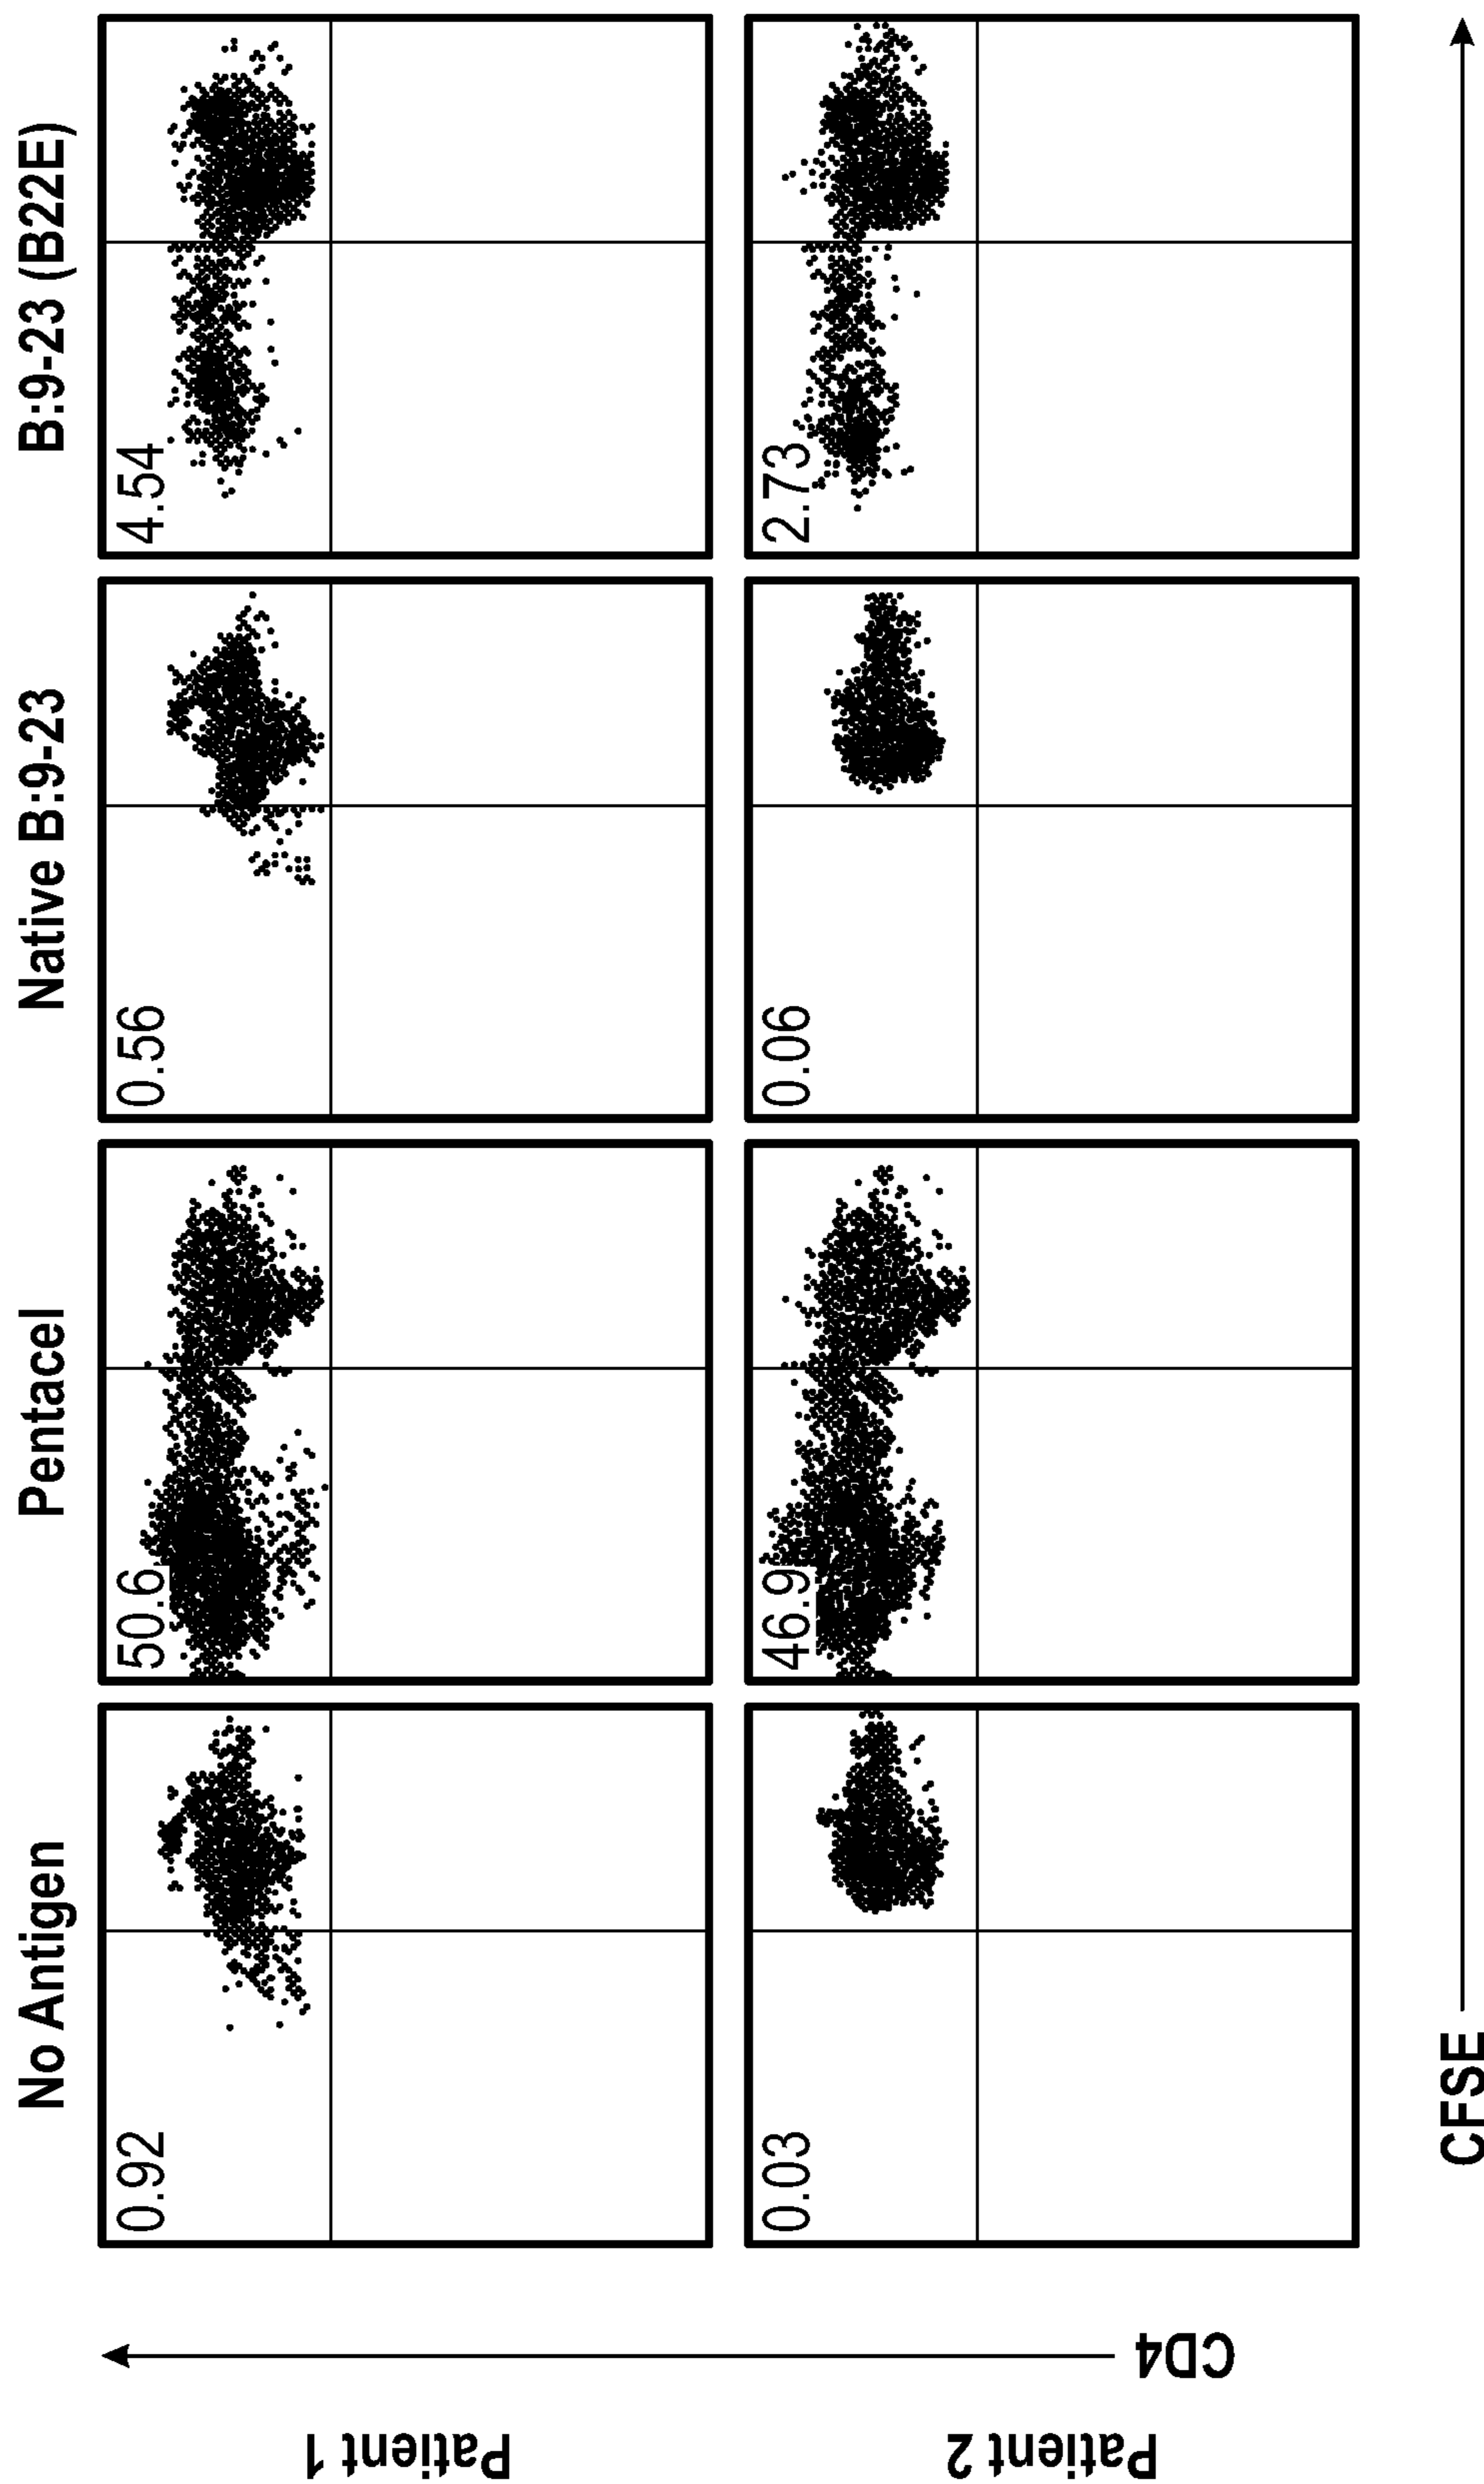 No Antigen
Pentacel
Native B:9-23
B:9-23 (B22E)
Patient 1
0.92
50.6
0.56
4.54
Patient 2
0.03
46.9
0.06
2.73
CD4
CFSE